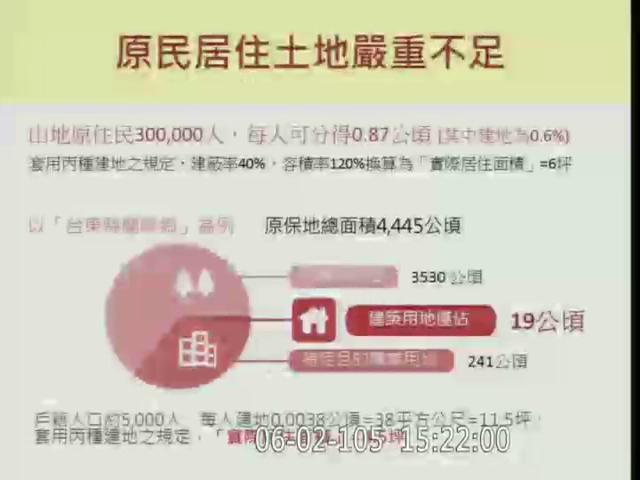 原民居住土地嚴重不足
山地原住民300,000人，每人可分得0.87公頃 (其中建地為0.6%)
套用丙種建地之規定，建蔽率40%，容積率120%換算為「實際居住面積」=6坪
以「台東縣蘭嶼鄉」為例 原保地總面積4,445公頃
3530公頃
建築用地僅佔 19公頃
241公頃
戶籍人口約5,000人，每人建地0.0038公頃=38平方公尺=11.5坪，
套用丙種建地之規定，「實際
06-02-105 15:22:00